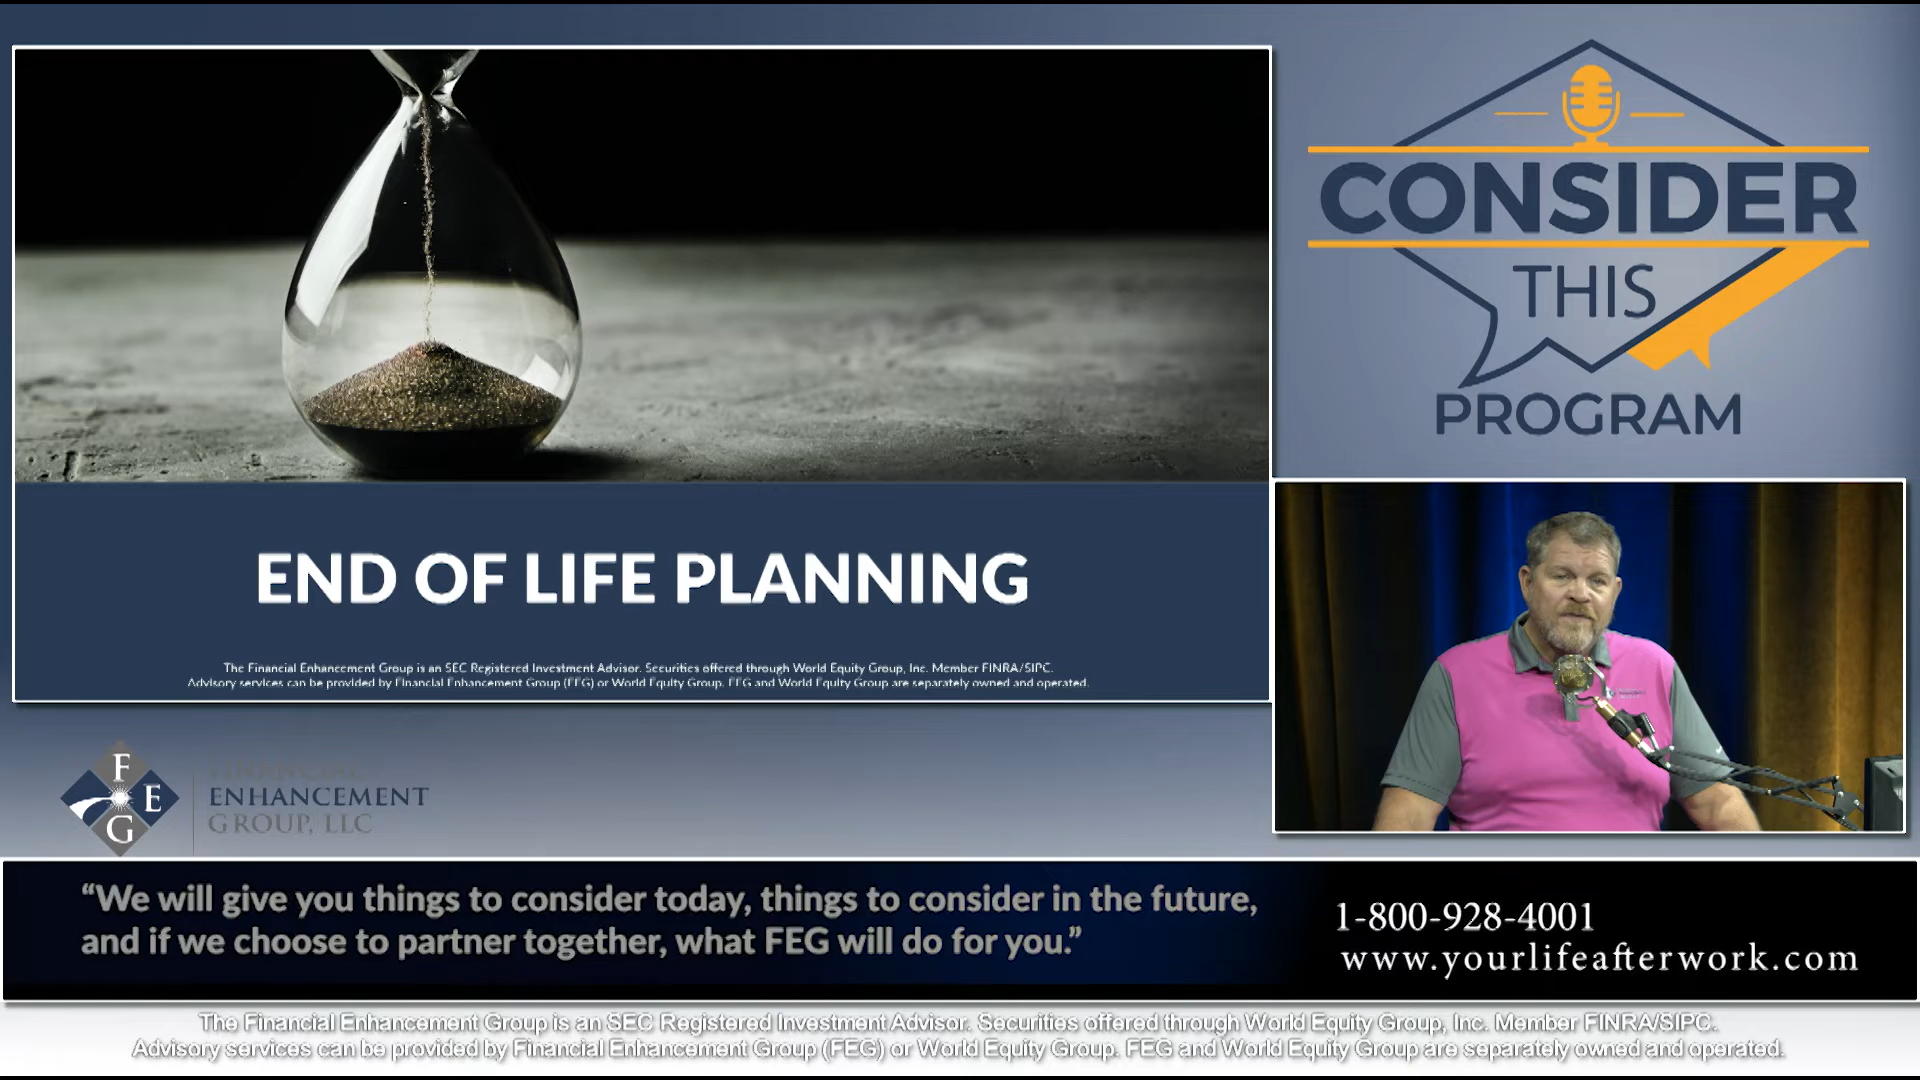 CONSIDER
THIS
PROGRAM
END OF LIFE PLANNING
The Financial Enhancement Group is an SEC Registered Investment Advisor. Securities offered through World Equity Group, Inc. Member FINRA/SIPC.
Advisory services can be provided by Financial Enhancement Group (FEG) or World Equity Group. FEG and World Equity Group are separately owned and operated.
F
E
G
FINANCIAL
ENHANCEMENT
GROUP, LLC
“We will give you things to consider today, things to consider in the future,
and if we choose to partner together, what FEG will do for you.”
1-800-928-4001
www.yourlifeafterwork.com
The Financial Enhancement Group is an SEC Registered Investment Advisor. Securities offered through World Equity Group, Inc. Member FINRA/SIPC.
Advisory services can be provided by Financial Enhancement Group (FEG) or World Equity Group. FEG and World Equity Group are separately owned and operated.